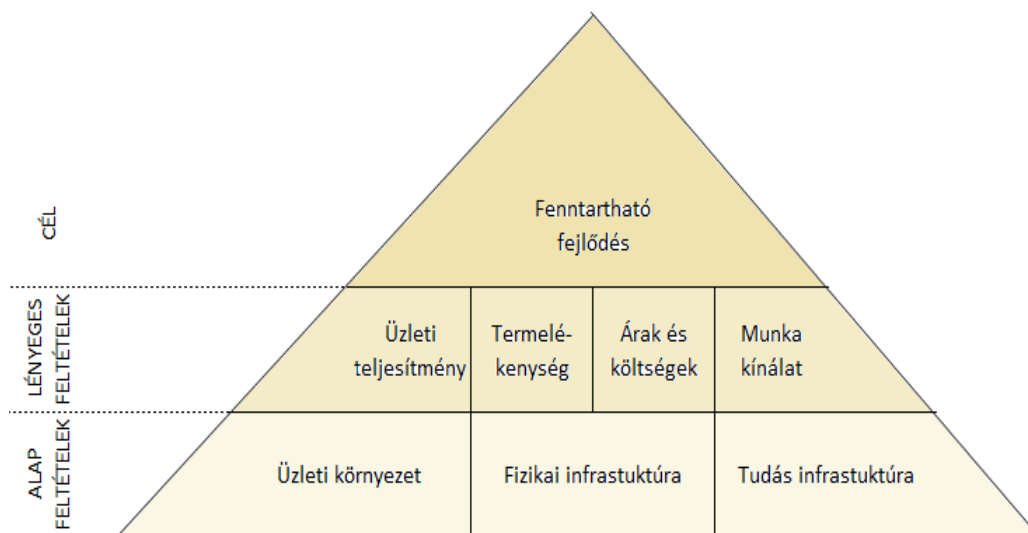 CÉL
Fenntartható
fejlődés
LÉNYEGES
FELTÉTELEK
Üzleti
teljesítmény
Termelé-
kenység
Árak és
költségek
Munka
kínálat
ALAP
FELTÉTELEK
Üzleti környezet
Fizikai infrastuktúra
Tudás infrastuktúra